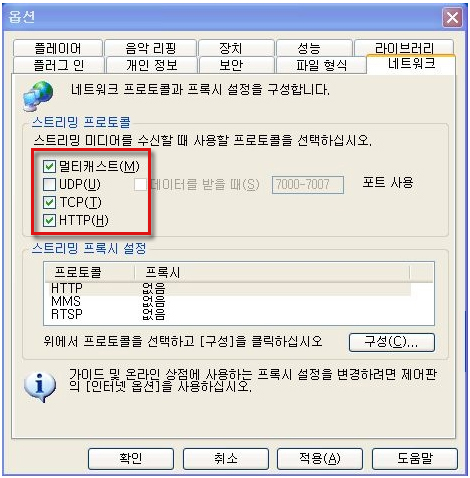 옵션
플레이어 음악 리핑 장치 성능 라이브러리
플러그 인 개인 정보 보안 파일 형식 네트워크
네트워크 프로토콜과 프록시 설정을 구성합니다.
스트리밍 프로토콜
스트리밍 미디어를 수신할 때 사용할 프로토콜을 선택하십시오.
멀티캐스트(M)
UDP(U) 데이터를 받을 때(S) 7000-7007 포트 사용
TCP(T)
HTTP(H)
스트리밍 프록시 설정
프로토콜 프록시
HTTP 없음
MMS 없음
RTSP 없음
위에서 프로토콜을 선택하고 [구성]을 클릭하십시오 구성(C)...
가이드 및 온라인 상점에 사용하는 프록시 설정을 변경하려면 제어판
의 [인터넷 옵션]을 사용하십시오.
확인 취소 적용(A) 도움말